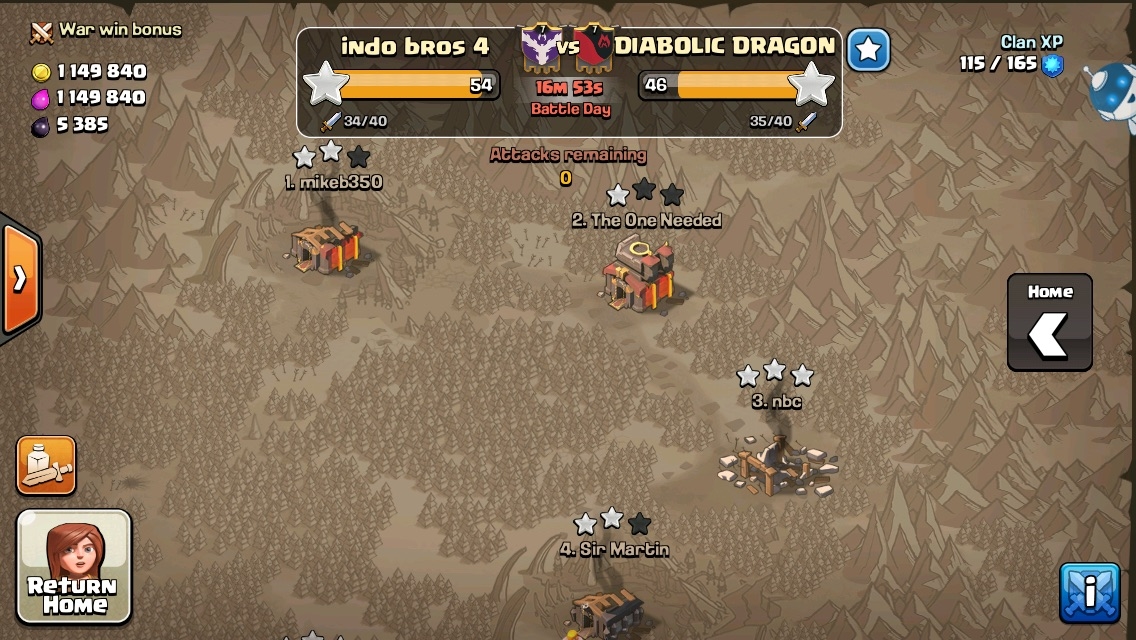 War win bonus
1 149 840
1 149 840
5 385
indo bros 4
7
vs
7
DIABOLIC DRAGON
54
46
16M 53s
Battle Day
34/40
35/40
Clan XP
115 / 165
Attacks remaining
0
1. mikeb350
2. The One Needed
Home
3. nbc
4. Sir Martin
Return
Home
i